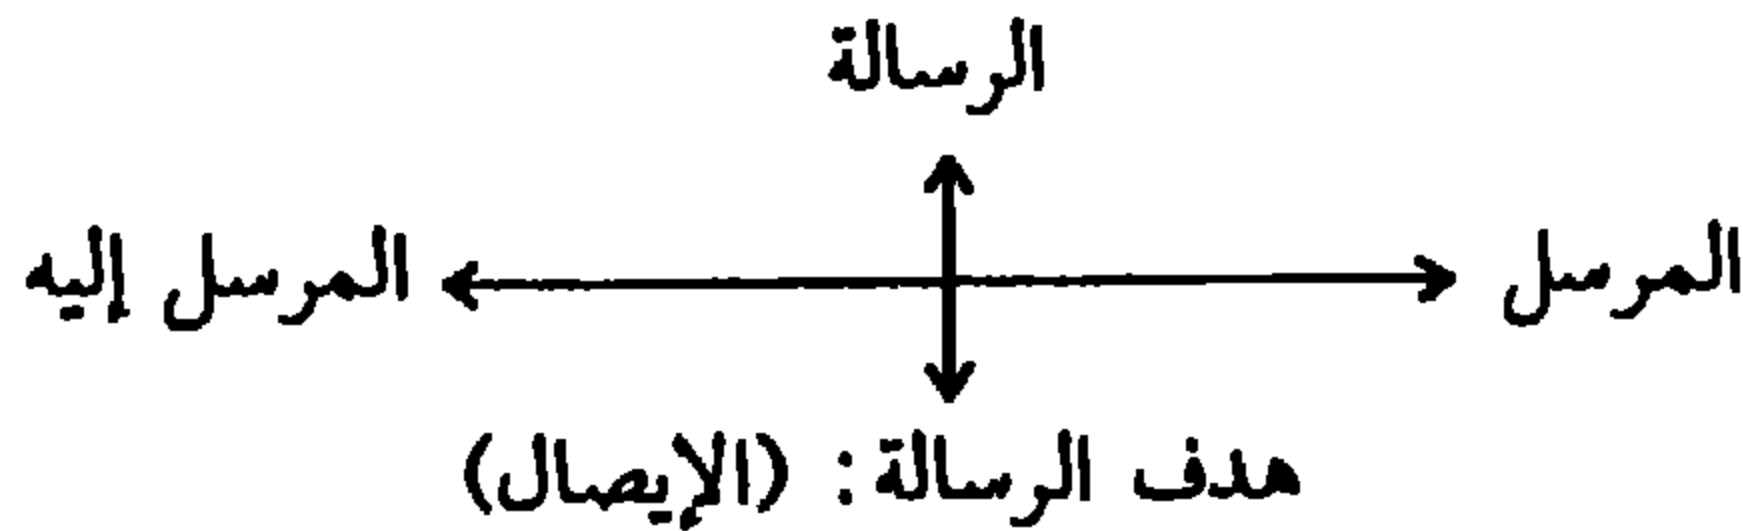 الرسالة
المرسل
المرسل إليه
هدف الرسالة: (الإيصال)